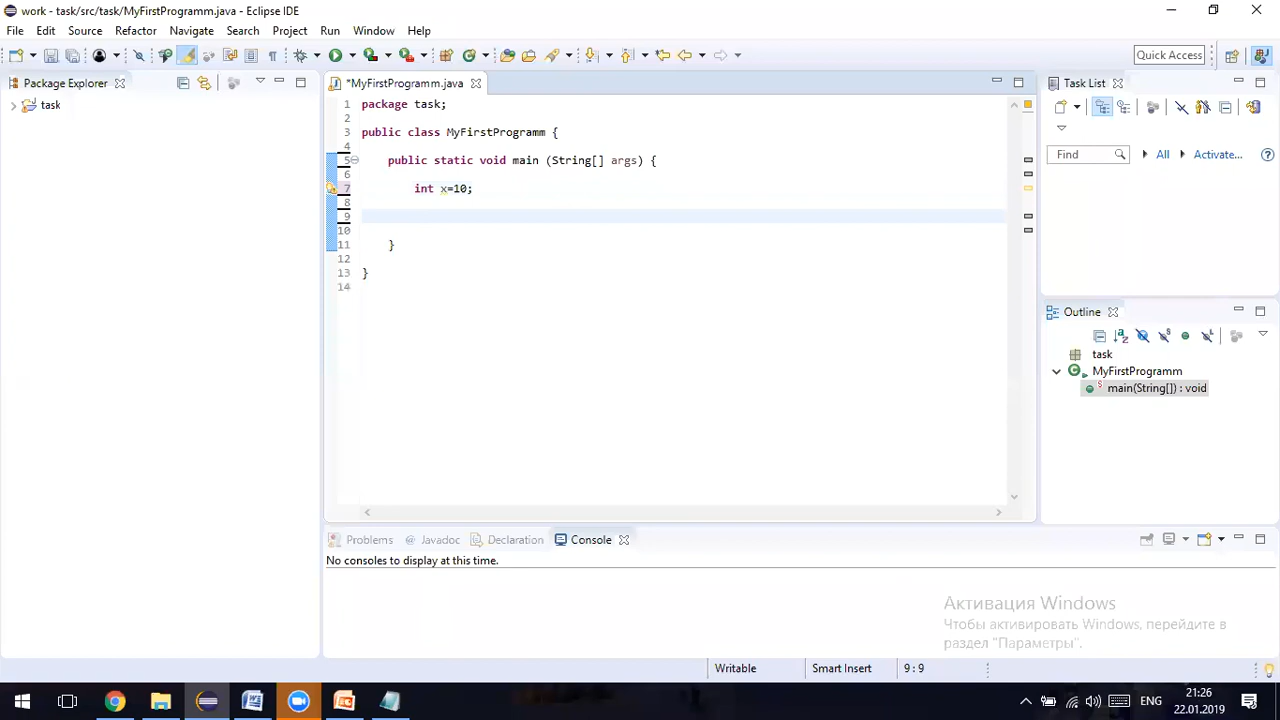 work - task/src/task/MyFirstProgramm.java - Eclipse IDE
File Edit Source Refactor Navigate Search Project Run Window Help
Quick Access
Package Explorer
task
*MyFirstProgramm.java
1 package task;
2
3 public class MyFirstProgramm {
4
5 public static void main (String[] args) {
6
7 int x=10;
8
9
10
11 }
12
13 }
14
Task List
Find All Activate...
Outline
task
MyFirstProgramm
main(String[]) : void
Problems @ Javadoc Declaration Console
No consoles to display at this time.
Активация Windows
Чтобы активировать Windows, перейдите в
раздел "Параметры".
Writable Smart Insert 9 : 9
ENG
21:26
22.01.2019